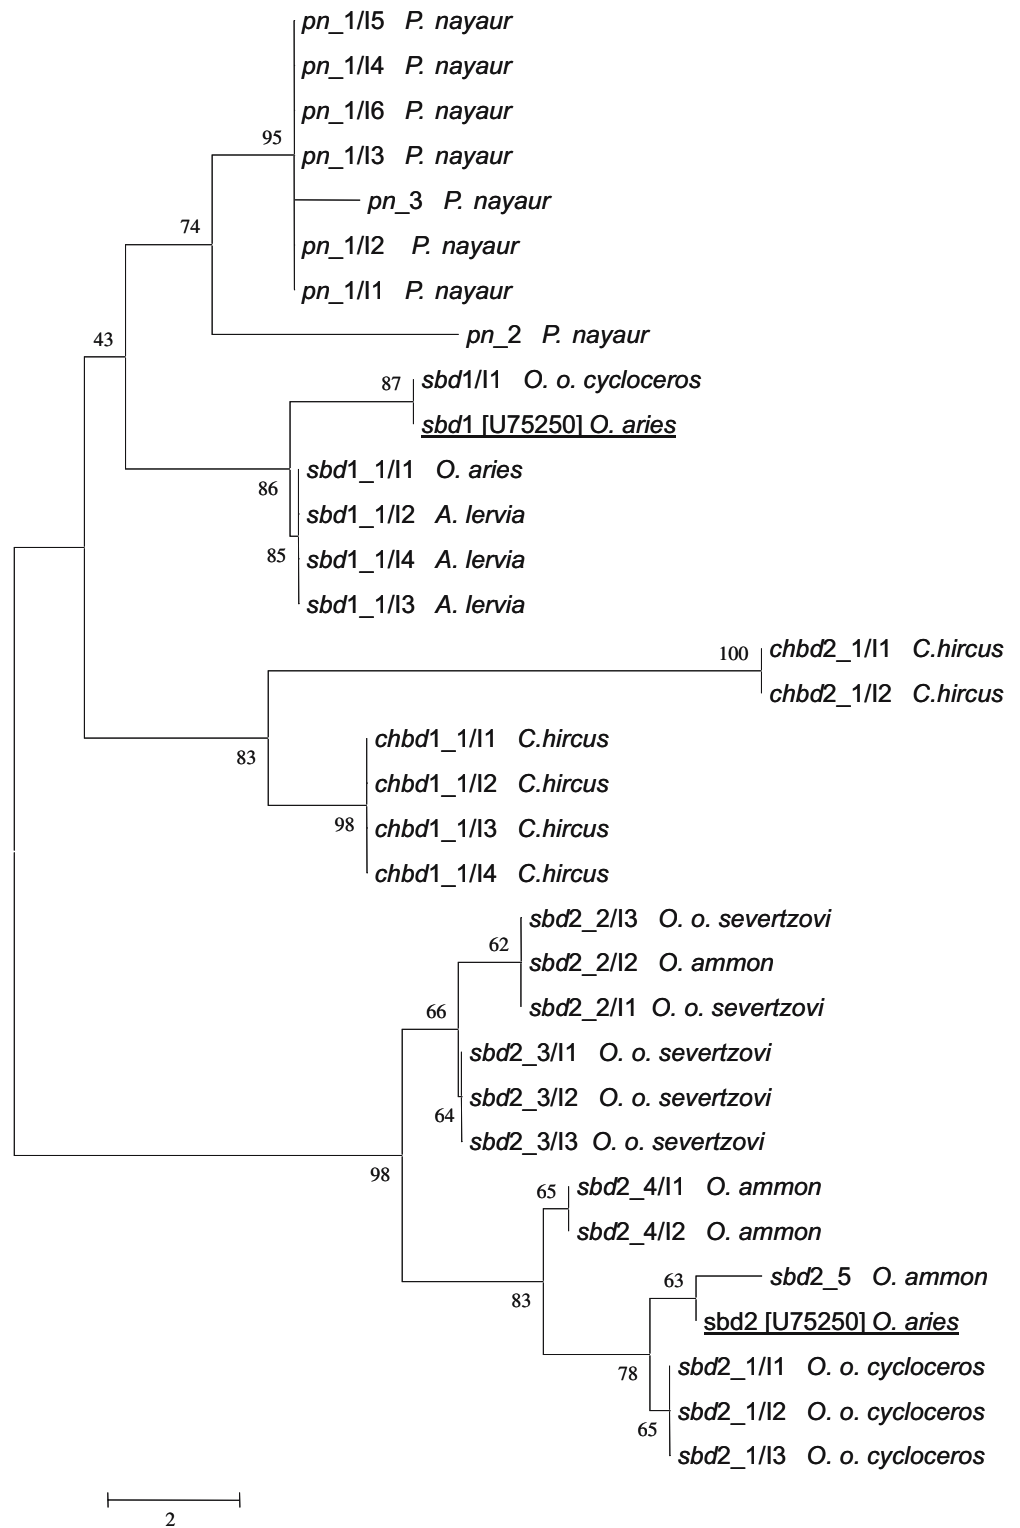 pn_1/I5 P. nayaur
pn_1/I4 P. nayaur
pn_1/I6 P. nayaur
95
pn_1/I3 P. nayaur
pn_3 P. nayaur
74
pn_1/I2 P. nayaur
pn_1/I1 P. nayaur
pn_2 P. nayaur
43
87
sbd1/I1 O. o. cycloceros
sbd1 [U75250] O. aries
sbd1_1/I1 O. aries
86
sbd1_1/I2 A. lervia
85
sbd1_1/I4 A. lervia
sbd1_1/I3 A. lervia
100
chbd2_1/I1 C.hircus
chbd2_1/I2 C.hircus
83
chbd1_1/I1 C.hircus
chbd1_1/I2 C.hircus
98
chbd1_1/I3 C.hircus
chbd1_1/I4 C.hircus
sbd2_2/I3 O. o. severtzovi
62
sbd2_2/I2 O. ammon
sbd2_2/I1 O. o. severtzovi
66
sbd2_3/I1 O. o. severtzovi
sbd2_3/I2 O. o. severtzovi
64
sbd2_3/I3 O. o. severtzovi
98
65
sbd2_4/I1 O. ammon
sbd2_4/I2 O. ammon
63
sbd2_5 O. ammon
83
sbd2 [U75250] O. aries
78
sbd2_1/I1 O. o. cycloceros
sbd2_1/I2 O. o. cycloceros
65
sbd2_1/I3 O. o. cycloceros
2